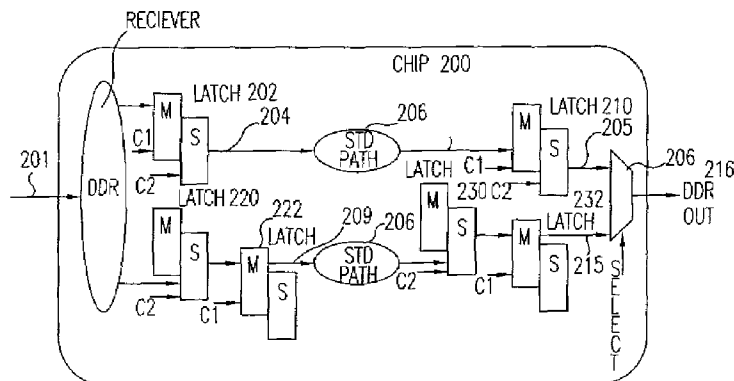 RECIEVER
CHIP 200
LATCH 202
204
M
S
C1
C2
206
STD
PATH
LATCH 210
M
S
205
C1
C2
206
216
DDR
OUT
201
DDR
LATCH 220
M
S
C2
222
LATCH
M
S
C1
209
206
STD
PATH
LATCH
230
M
S
C2
232
LATCH
M
S
C1
215
SELECT